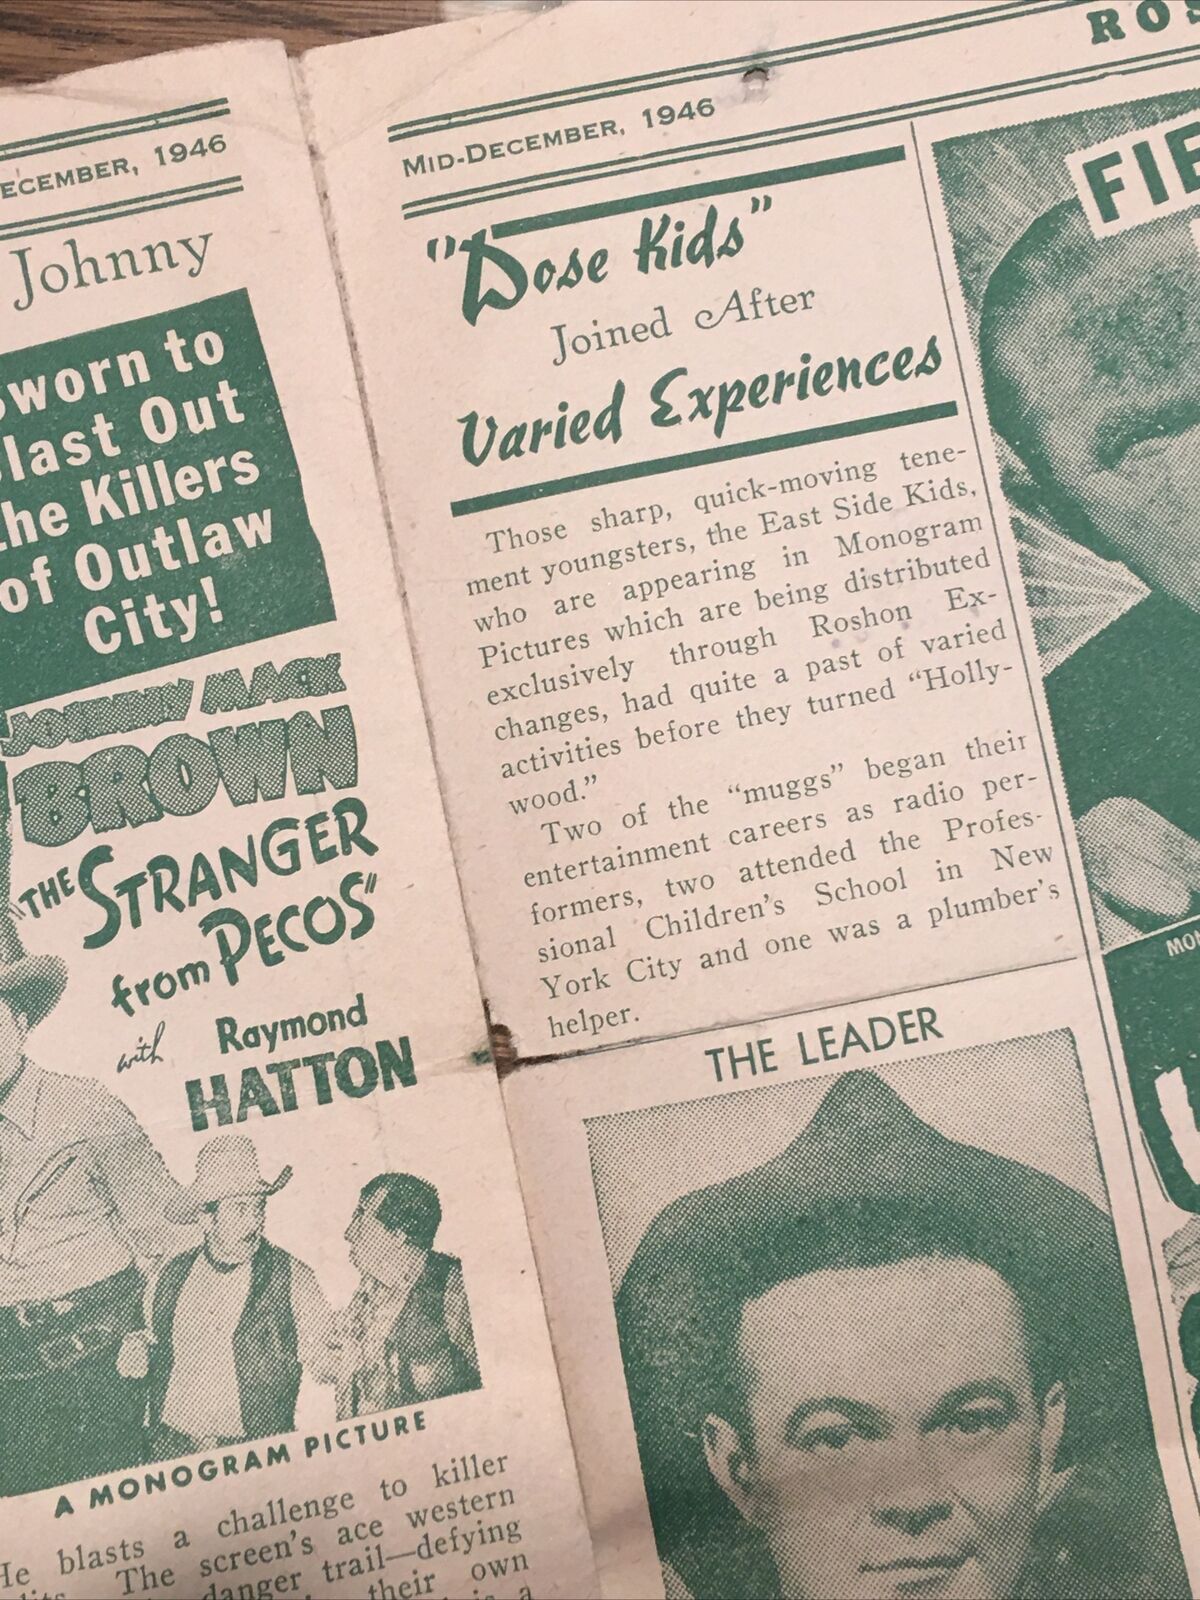 1946
Johnny
to
Out
Killers
of Outlaw
City!
JOHNNY MACK
BROWN
"THE STRANGER
from PECOS"
with Raymond
HATTON
A MONOGRAM PICTURE
He blasts a challenge to killer
The screen's ace western
danger trail—defying
their own
is a
MID-DECEMBER, 1946
"Dose Kids"
Joined After
Varied Experiences
Those sharp, quick-moving tene-
ment youngsters, the East Side Kids,
who are appearing in Monogram
Pictures which are being distributed
exclusively through Roshon Ex-
changes, had quite a past of varied
activities before they turned "Holly-
wood."
Two of the "muggs" began their
entertainment careers as radio per-
formers, two attended the Profes-
sional Children's School in New
York City and one was a plumber's
helper.
THE LEADER